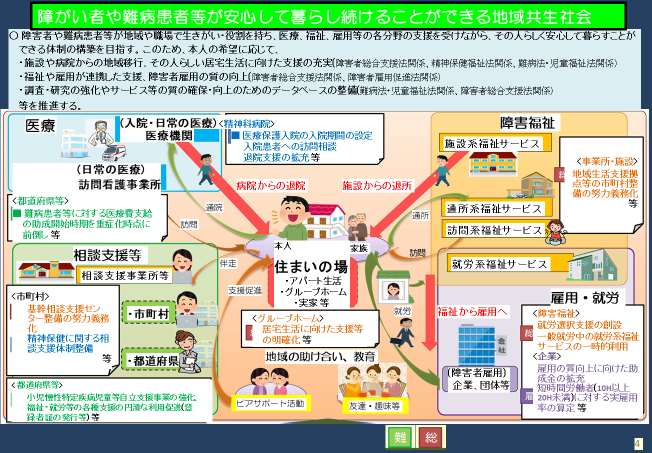 障がい者や難病患者等が安心して暮らし続けることができる地域共生社会
○ 障害者や難病患者等が地域や職場で生きがい・役割を持ち、医療、福祉、雇用等の各分野の支援を受けながら、その人らしく安心して暮らすことが
できる体制の構築を目指す。このため、本人の希望に応じて、
・施設や病院からの地域移行、その人らしい居宅生活に向けた支援の充実(障害者総合支援法関係、精神保健福祉法関係、難病法・児童福祉法関係)
・福祉や雇用が連携した支援、障害者雇用の質の向上(障害者総合支援法関係、障害者雇用促進法関係)
・調査・研究の強化やサービス等の質の確保・向上のためのデータベースの整備(難病法・児童福祉法関係、障害者総合支援法関係)
等を推進する。
医療
(入院・日常の医療)
医療機関
(日常の医療)
訪問看護事業所
<精神科病院>
医療保護入院の入院期間の設定
入院患者への訪問相談
退院支援の拡充 等
障害福祉
施設系福祉サービス
通所系福祉サービス
訪問系福祉サービス
就労系福祉サービス
<事業所・施設>
総
地域生活支援拠
点等の市町村整
備の努力義務化
等
病院からの退院
施設からの退所
通院
訪問
通所
訪問
<都道府県等>
難病患者等に対する医療費支給
の助成開始時期を重症化時点に
前倒し 等
相談支援等
相談支援事業所等
伴走
支援促進
<市町村>
基幹相談支援セン
ター整備の努力義務
化
精神保健に関する相
談支援体制整備 等
・市町村
・都道府県
<都道府県等>
小児慢性特定疾病児童等自立支援事業の強化、
福祉・就労等の各種支援の円滑な利用促進(登
録者証の発行等) 等
本人
家族
住まいの場
・アパート生活
・グループホーム
・実家 等
<グループホーム>
居宅生活に向けた支援等
の明確化 等
地域の助け合い、教育
ピアサポート活動
友達・趣味等
就労
福祉から雇用へ
雇用・就労
会社
(障害者雇用)
企業、団体等
<障害福祉>
総
就労選択支援の創設
一般就労中の就労系福祉サ
ービスの一時的利用
<企業>
雇
雇用の質向上に向けた助
成金の拡充
短時間労働者(10H以上
20H未満)に対する実雇用
率の算定 等
難
総
4